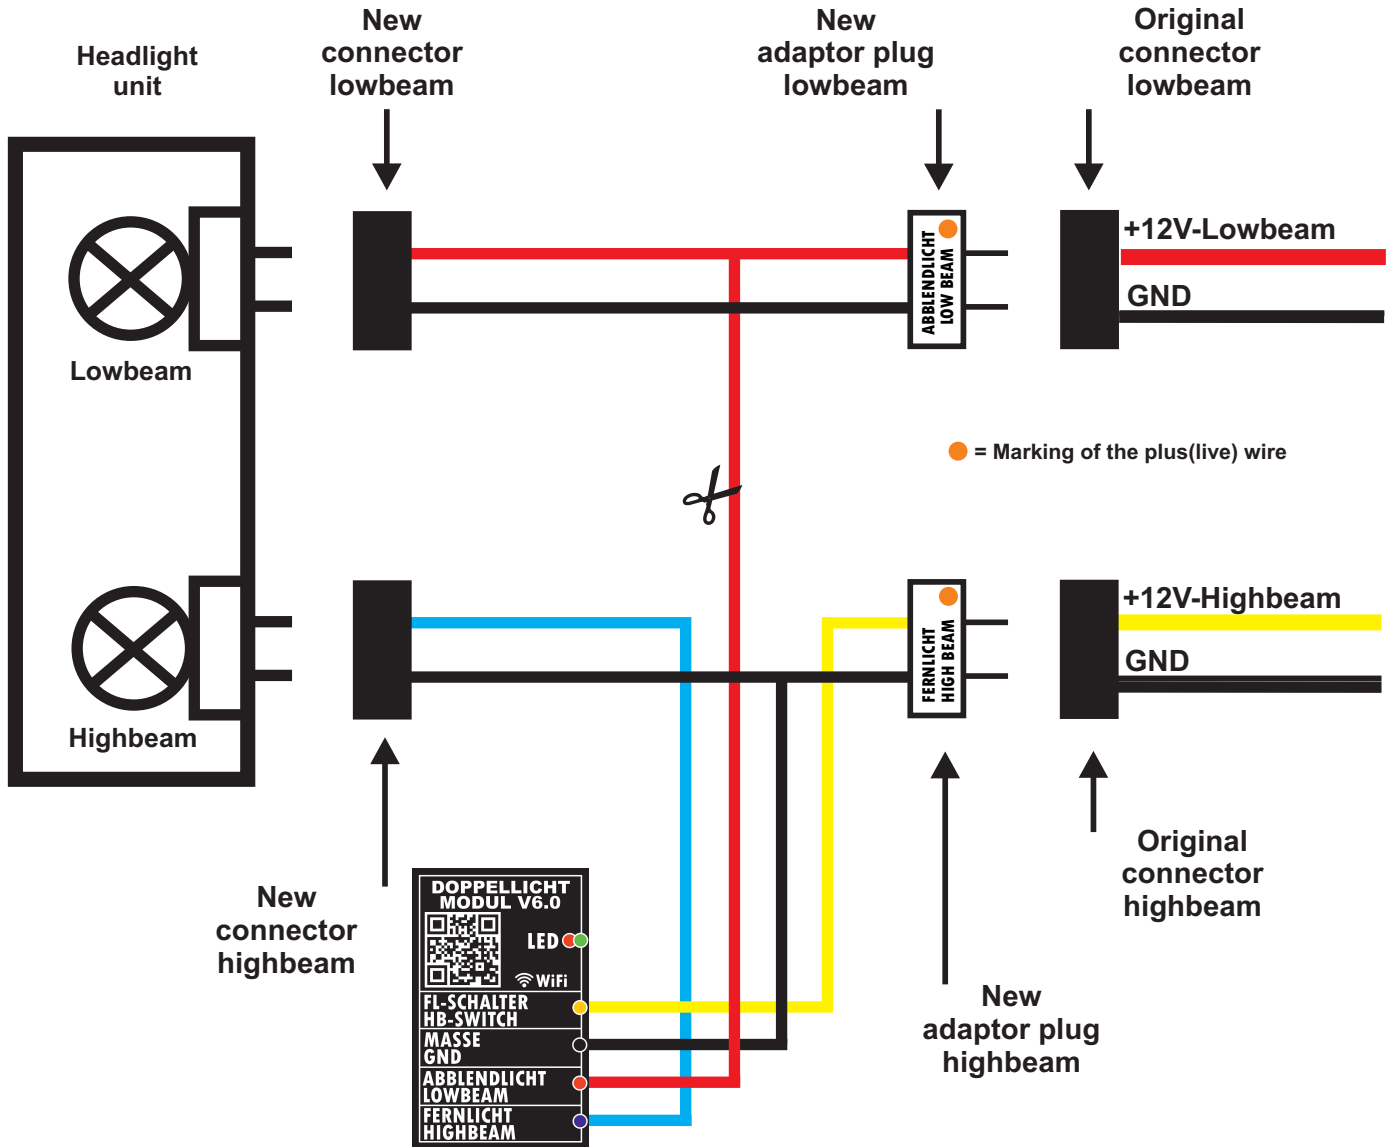 Headlight
unit
New
connector
lowbeam
New
adaptor plug
lowbeam
Original
connector
lowbeam
+12V-Lowbeam
GND
ABBLENDLICHT
LOW BEAM
Lowbeam
= Marking of the plus(live) wire
+12V-Highbeam
GND
FERNLICHT
HIGH BEAM
Highbeam
New
connector
highbeam
Original
connector
highbeam
New
adaptor plug
highbeam
DOPPELLICHT
MODUL V6.0
LED
WiFi
FL-SCHALTER
HB-SWITCH
MASSE
GND
ABBLENDLICHT
LOWBEAM
FERNLICHT
HIGHBEAM